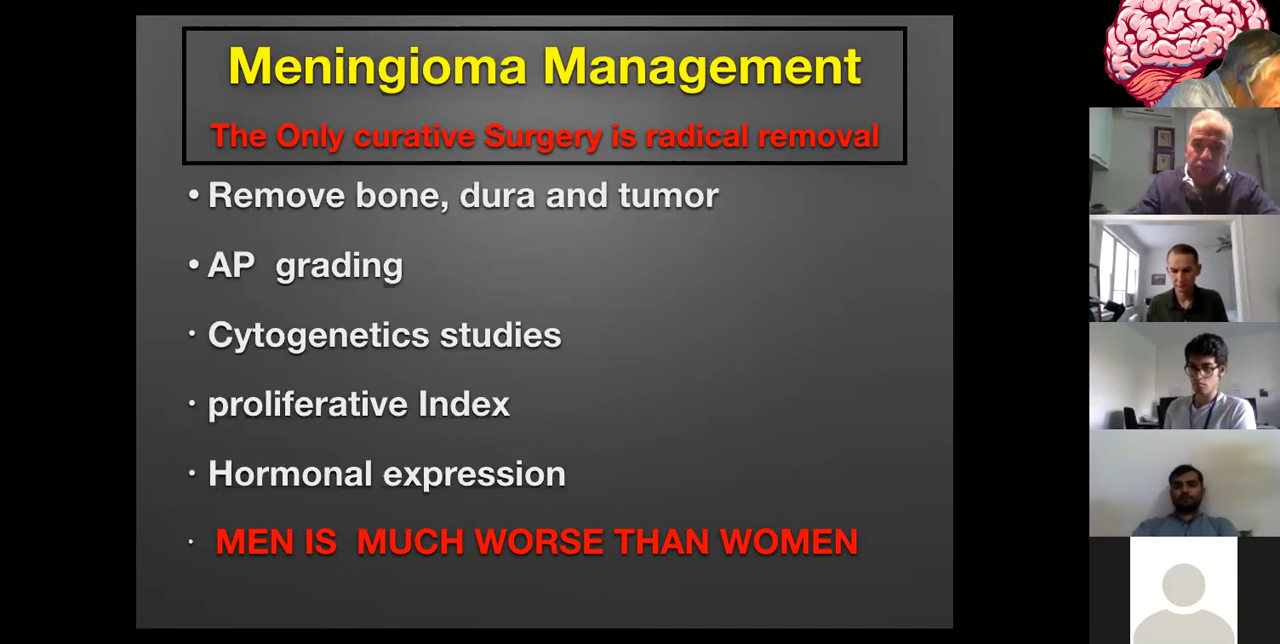 Meningioma Management
The Only curative Surgery is radical removal
• Remove bone, dura and tumor
• AP grading
· Cytogenetics studies
· proliferative Index
· Hormonal expression
· MEN IS MUCH WORSE THAN WOMEN